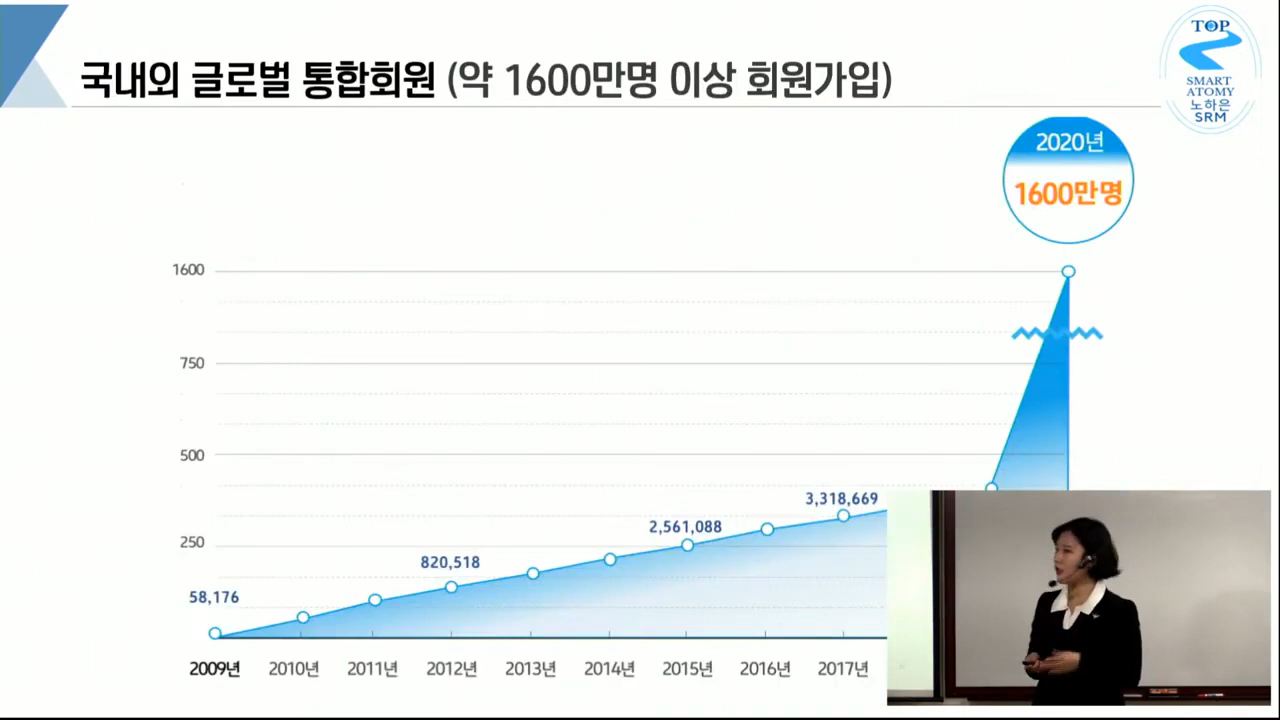 국내외 글로벌 통합회원 (약 1600만명 이상 회원가입)
TOP
SMART
ATOMY
노하은
SRM
2020년
1600만명
1600
750
500
250
58,176
820,518
2,561,088
3,318,669
2009년 2010년 2011년 2012년 2013년 2014년 2015년 2016년 2017년